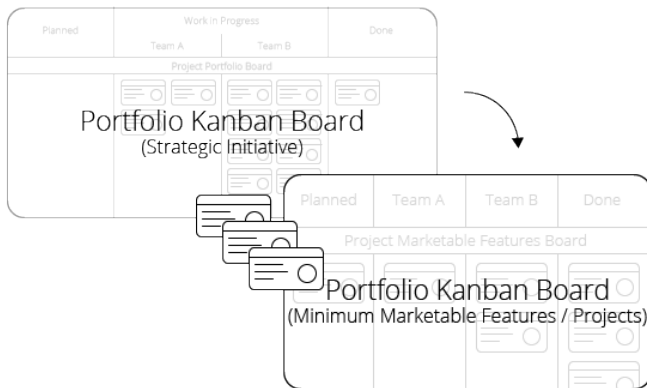 Planned
Work in Progress
Done
Team A
Team B
Project Portfolio Board
Portfolio Kanban Board
(Strategic Initiative)
Planned
Team A
Team B
Done
Project Marketable Features Board
Portfolio Kanban Board
(Minimum Marketable Features / Projects)